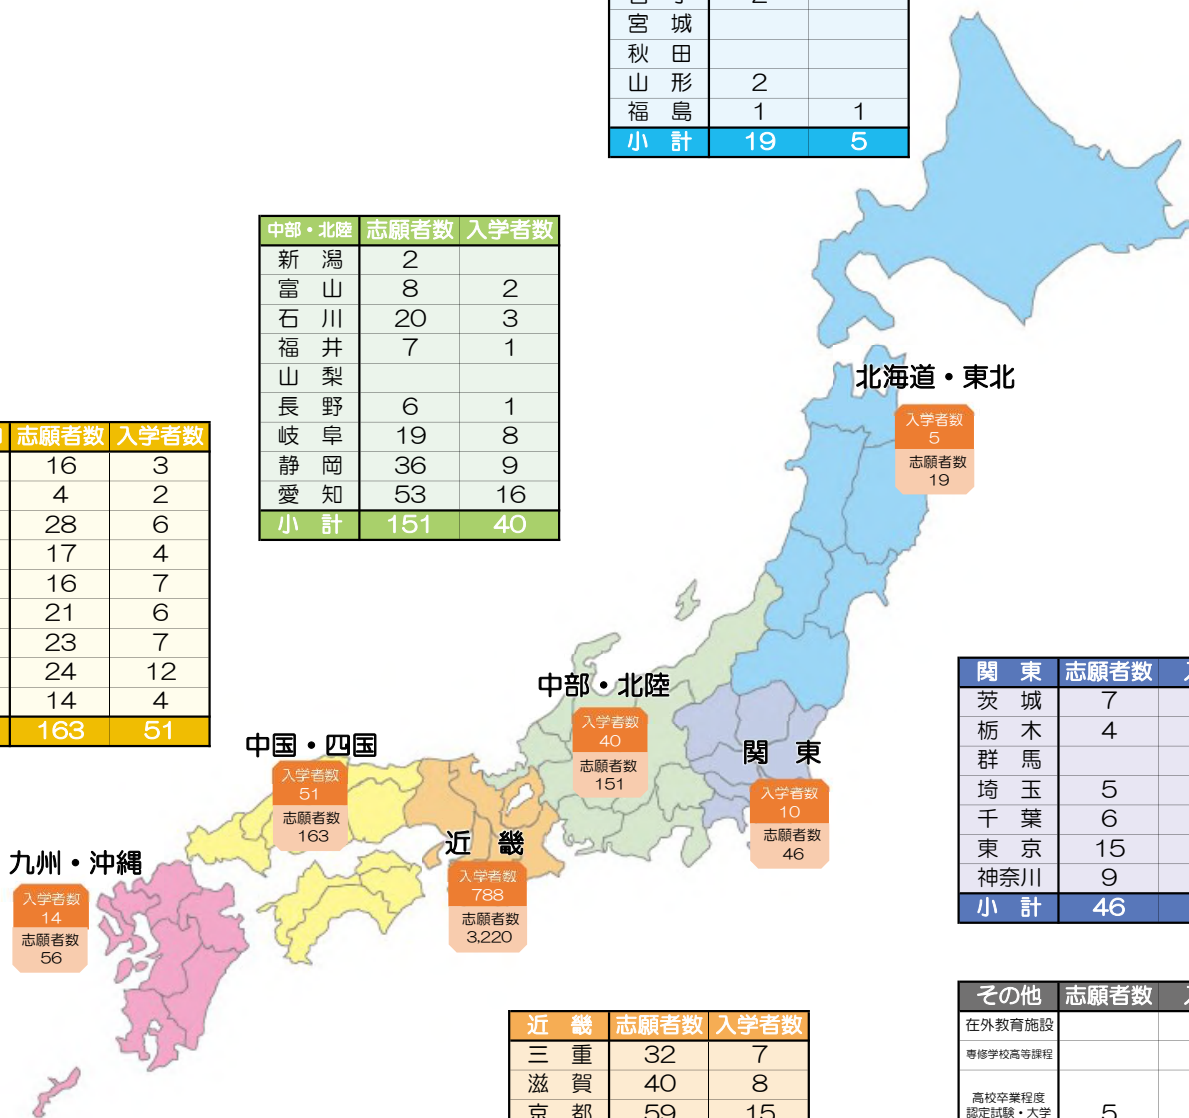 宮 城
秋 田
山 形 2
福 島 1 1
小 計 19 5
中部・北陸 志願者数 入学者数
新 潟 2
富 山 8 2
石 川 20 3
福 井 7 1
山 梨
長 野 6 1
岐 阜 19 8
静 岡 36 9
愛 知 53 16
小 計 151 40
志願者数 入学者数
16 3
4 2
28 6
17 4
16 7
21 6
23 7
24 12
14 4
163 51
北海道・東北
入学者数
5
志願者数
19
中部・北陸
入学者数
40
志願者数
151
関 東
入学者数
10
志願者数
46
中国・四国
入学者数
51
志願者数
163
近 畿
入学者数
788
志願者数
3,220
九州・沖縄
入学者数
14
志願者数
56
関 東 志願者数
茨 城 7
栃 木 4
群 馬
埼 玉 5
千 葉 6
東 京 15
神奈川 9
小 計 46
近 畿 志願者数 入学者数
三 重 32 7
滋 賀 40 8
京 都 59 15
その他 志願者数
在外教育施設
専修学校高等課程
高校卒業程度
認定試験・大学 5